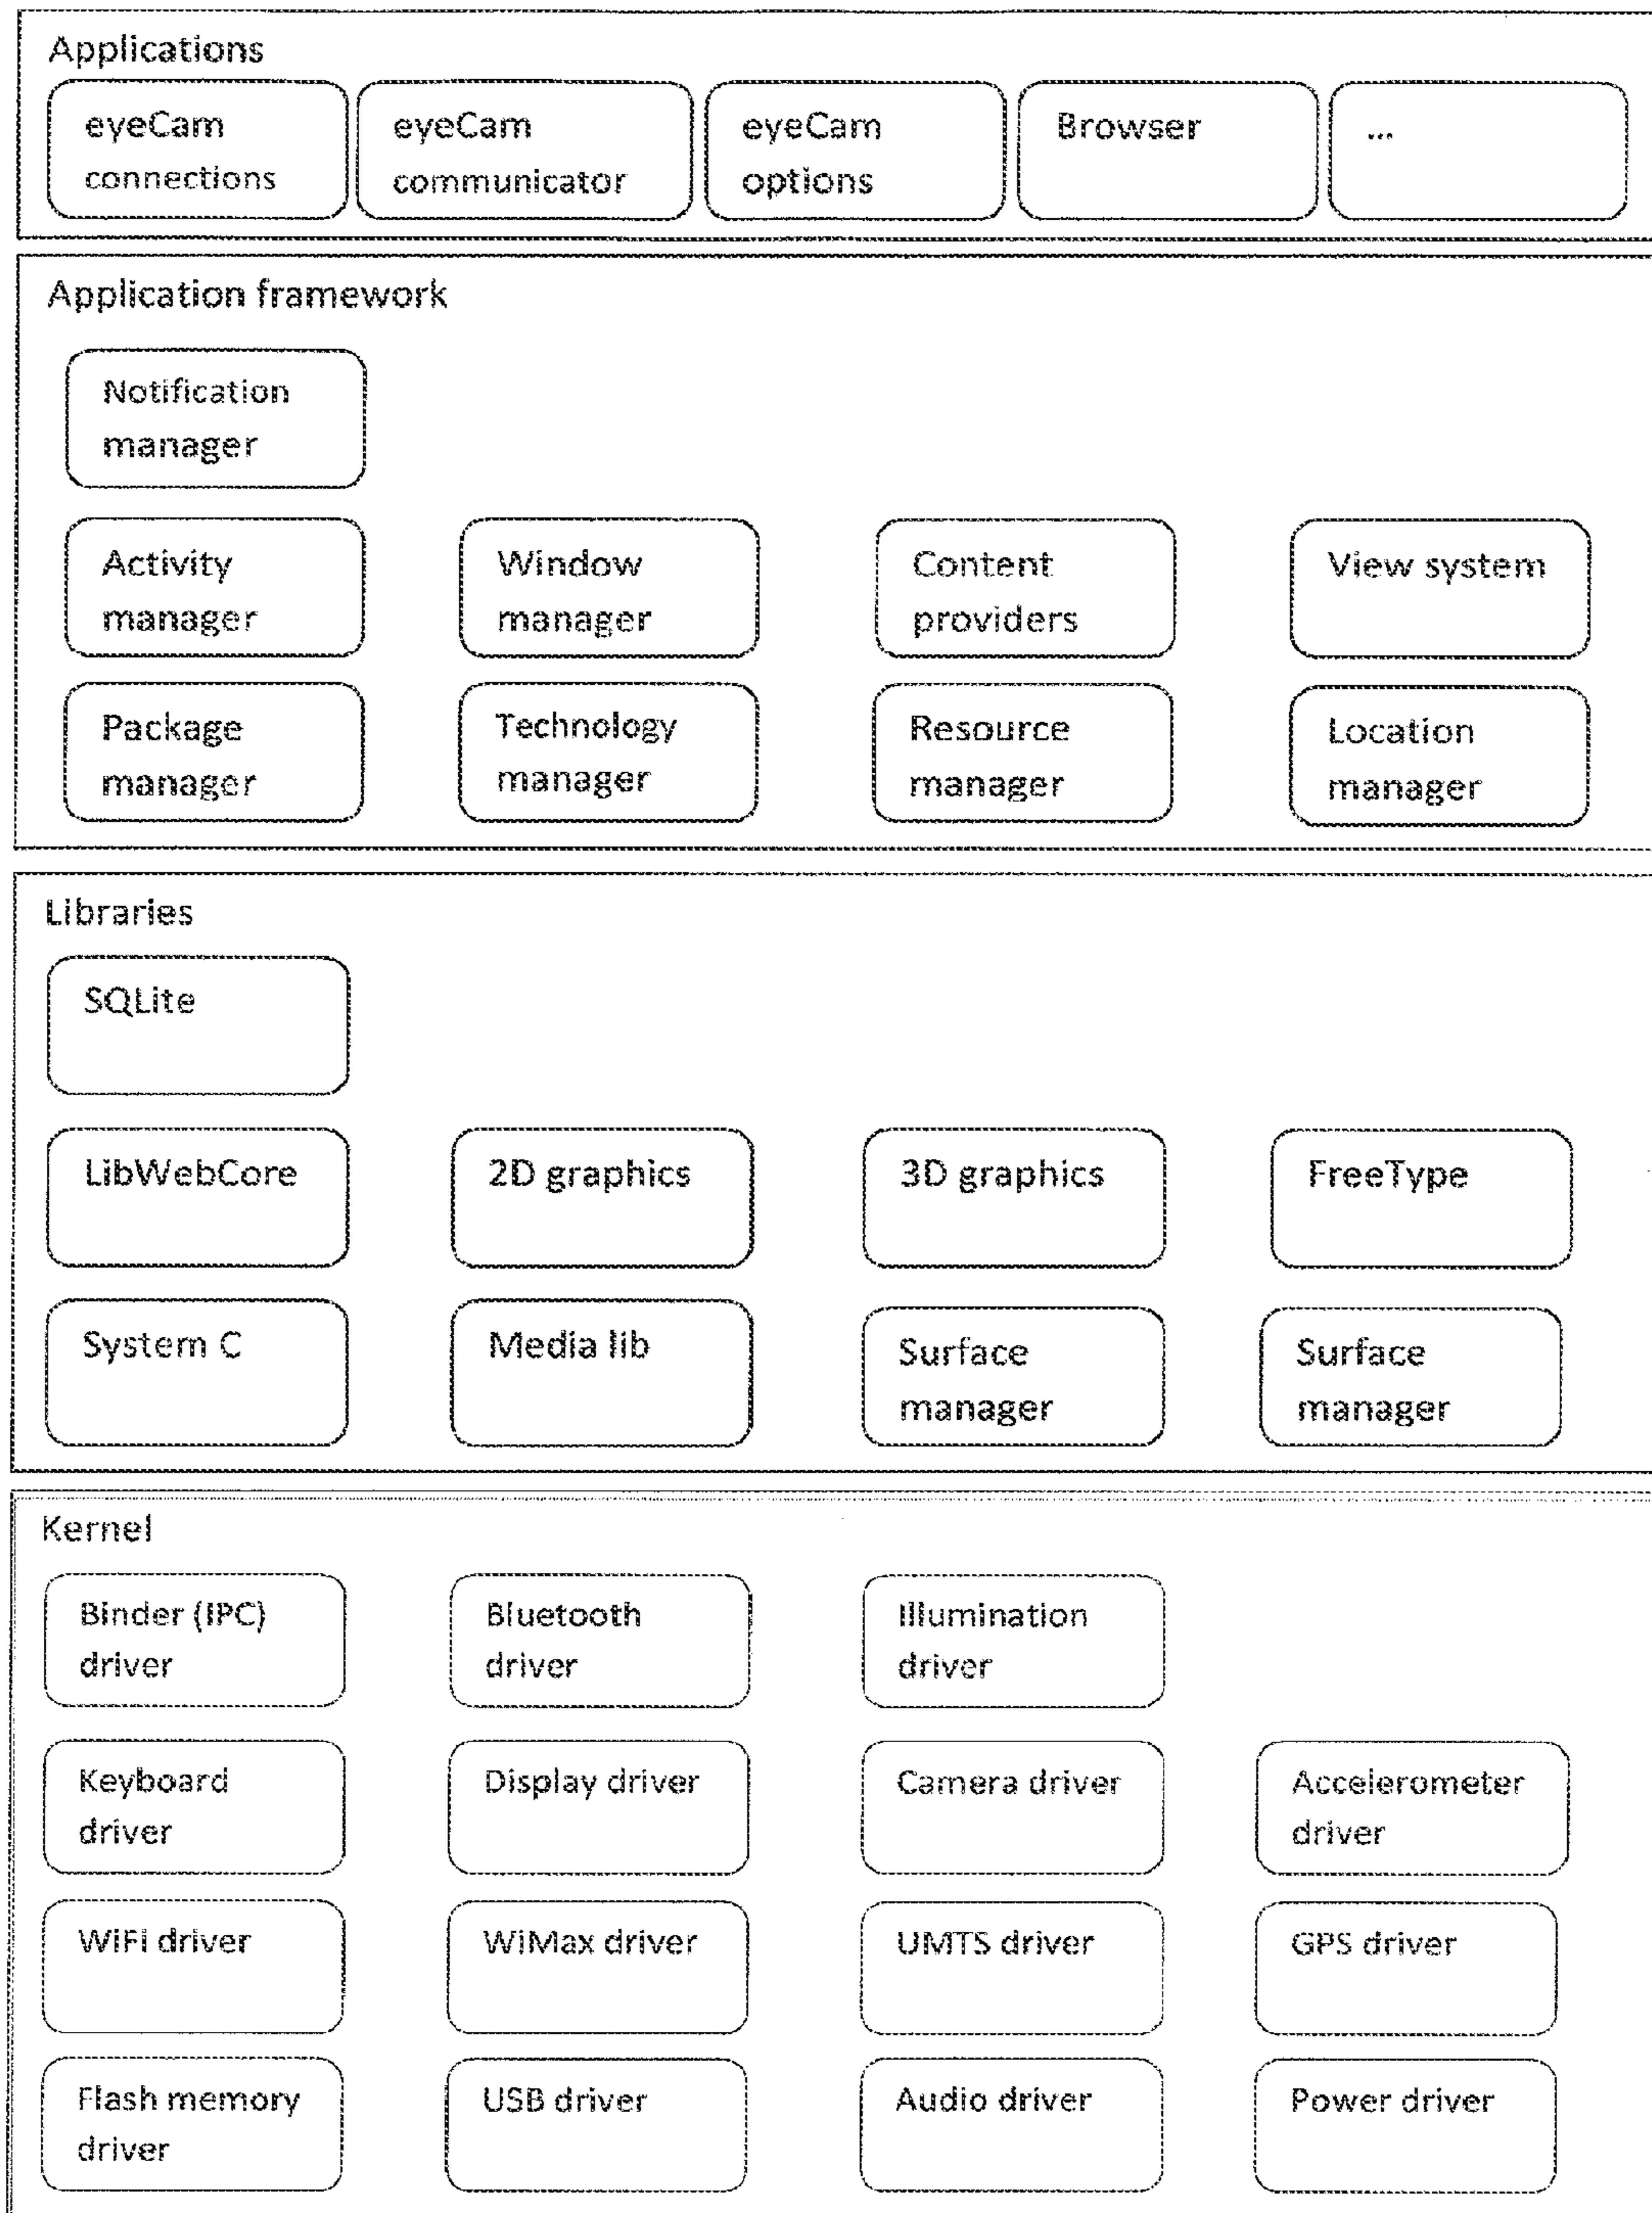 Applications
eyeCam
connections
eyeCam
communicator
eyeCam
options
Browser
...
Application framework
Notification
manager
Activity
manager
Window
manager
Content
providers
View system
Package
manager
Technology
manager
Resource
manager
Location
manager
Libraries
SQLite
LibWebCore
2D graphics
3D graphics
FreeType
System C
Media lib
Surface
manager
Surface
manager
Kernel
Binder (IPC)
driver
Bluetooth
driver
Illumination
driver
Keyboard
driver
Display driver
Camera driver
Accelerometer
driver
WiFi driver
WiMax driver
UMTS driver
GPS driver
Flash memory
driver
USB driver
Audio driver
Power driver